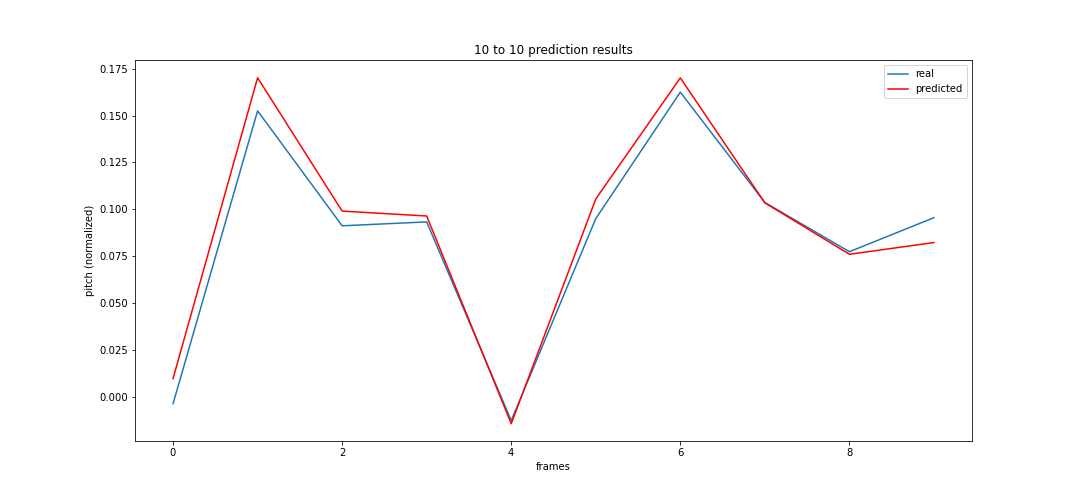 10 to 10 prediction results
real
predicted
pitch (normalized)
0.175
0.150
0.125
0.100
0.075
0.050
0.025
0.000
0 2 4 6 8
frames